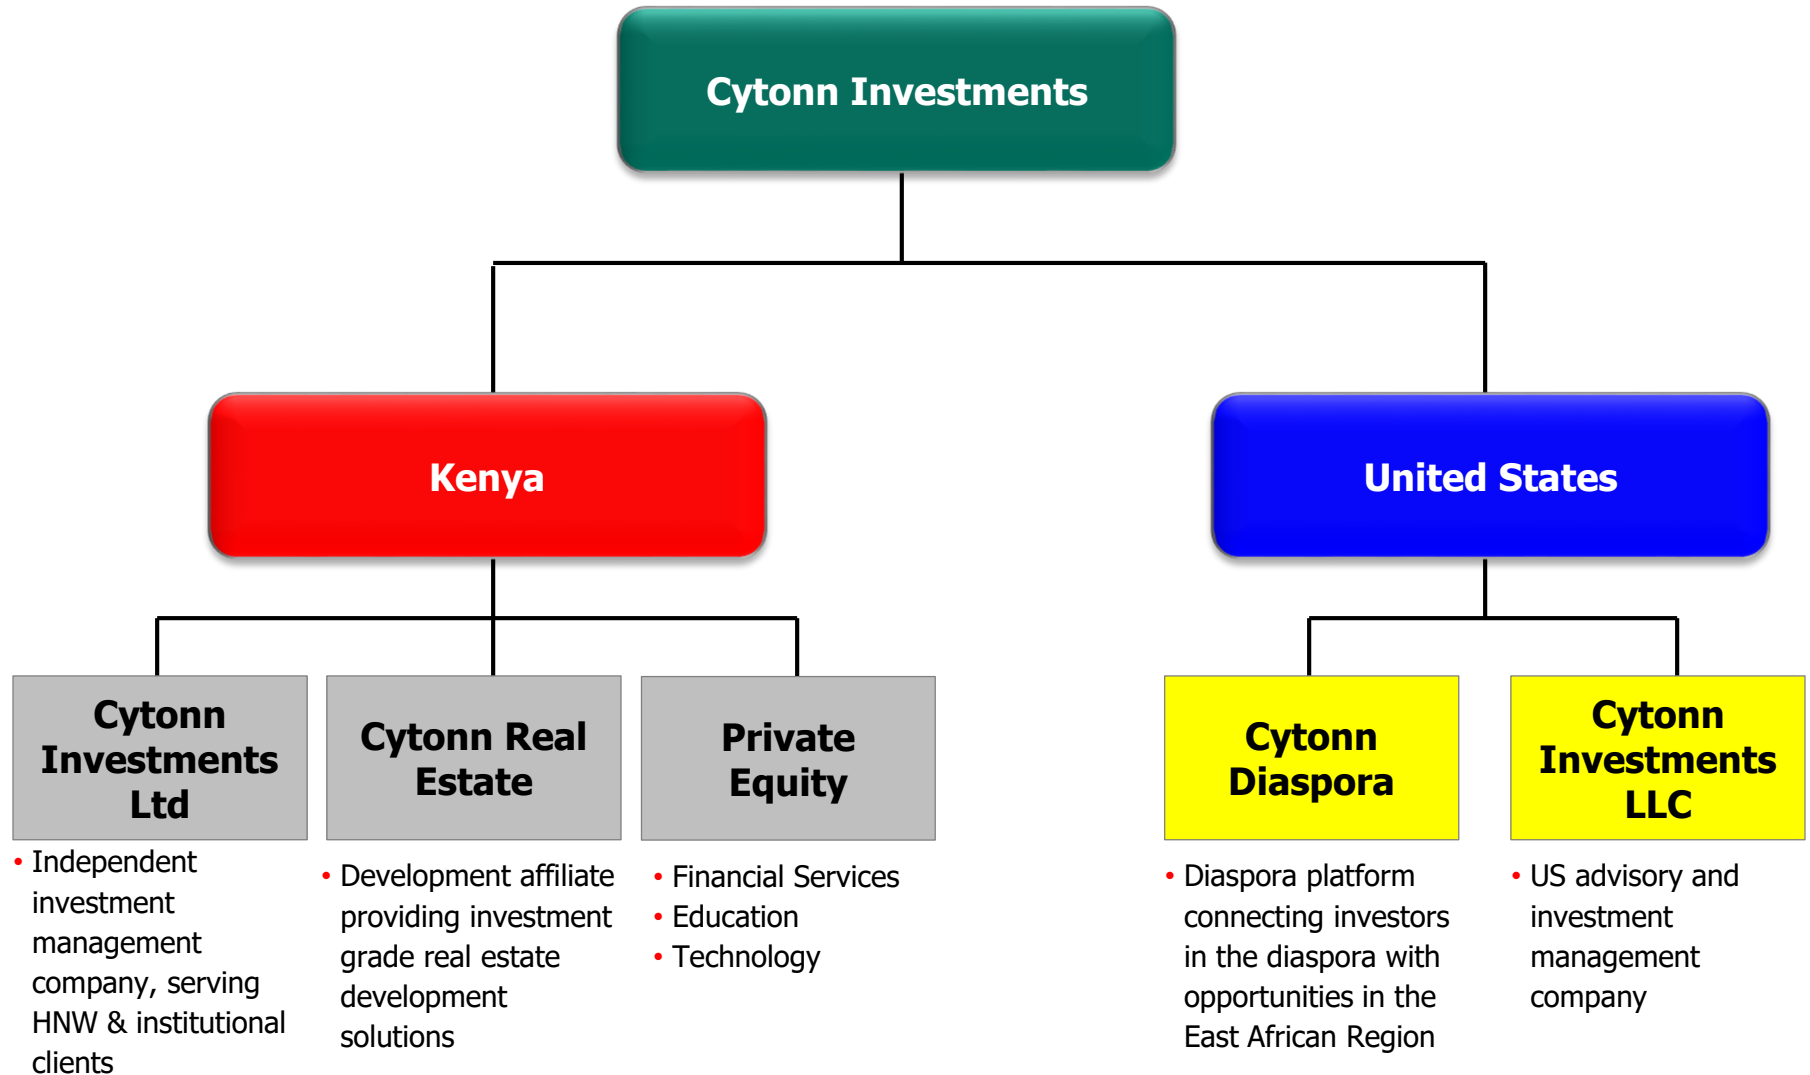 Cytonn Investments
Kenya
United States
Cytonn
Investments
Ltd
Cytonn Real
Estate
Private
Equity
Cytonn
Diaspora
Cytonn
Investments
LLC
• Independent
investment
management
company, serving
HNW & institutional
clients
• Development affiliate
providing investment
grade real estate
development
solutions
• Financial Services
• Education
• Technology
• Diaspora platform
connecting investors
in the diaspora with
opportunities in the
East African Region
• US advisory and
investment
management
company